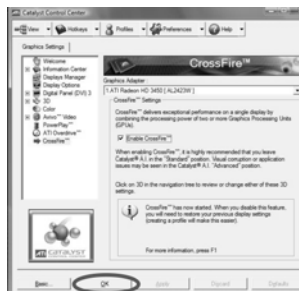 Catalyst Control Center
View Hotkeys Profiles Preferences Help
Graphics Settings
Welcome
Information Center
Displays Manager
Display Options
Digital Panel (DVI) 3
3D
Color
Avivo™ Video
PowerPlay™
ATI Overdrive™
CrossFire™
CrossFire™
Graphics Adapter
1.ATI Radeon HD 3450 [ AL2423W ]
CrossFire™ Settings
CrossFire™ delivers exceptional performance on a single display by
combining the processing power of two or more Graphics Processing Units
(GPUs).
Enable CrossFire™
When enabling CrossFire™, it is highly recommended that you leave
Catalyst® A.I. in the "Standard" position. Visual corruption or application
issues may be seen in the Catalyst® A.I. "Advanced" position.
Click on 3D in the navigation tree to review or change either of these 3D
settings.
CrossFire™ has now started. When you disable this feature,
you will need to restore your previous display settings
(creating a profile will make this easier).
For more information, press F1
ATI CATALYST
Basic... OK Apply Discard Defaults